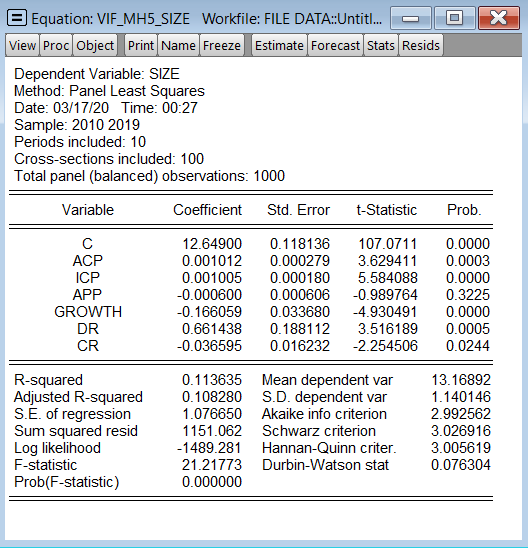 Equation: VIF_MH5_SIZE Workfile: FILE DATA::Untitl...
View Proc Object Print Name Freeze Estimate Forecast Stats Resids
Dependent Variable: SIZE
Method: Panel Least Squares
Date: 03/17/20 Time: 00:27
Sample: 2010 2019
Periods included: 10
Cross-sections included: 100
Total panel (balanced) observations: 1000
Variable Coefficient Std. Error t-Statistic Prob.
C 12.64900 0.118136 107.0711 0.0000
ACP 0.001012 0.000279 3.629411 0.0003
ICP 0.001005 0.000180 5.584088 0.0000
APP -0.000600 0.000606 -0.989764 0.3225
GROWTH -0.166059 0.033680 -4.930491 0.0000
DR 0.661438 0.188112 3.516189 0.0005
CR -0.036595 0.016232 -2.254506 0.0244
R-squared 0.113635 Mean dependent var 13.16892
Adjusted R-squared 0.108280 S.D. dependent var 1.140146
S.E. of regression 1.076650 Akaike info criterion 2.992562
Sum squared resid 1151.062 Schwarz criterion 3.026916
Log likelihood -1489.281 Hannan-Quinn criter. 3.005619
F-statistic 21.21773 Durbin-Watson stat 0.076304
Prob(F-statistic) 0.000000